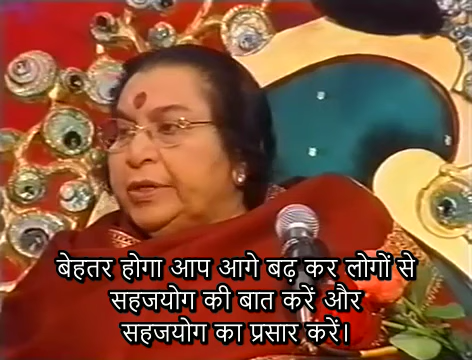 बेहतर होगा आप आगे बढ़ कर लोगों से
सहजयोग की बात करें और
सहजयोग का प्रसार करें।